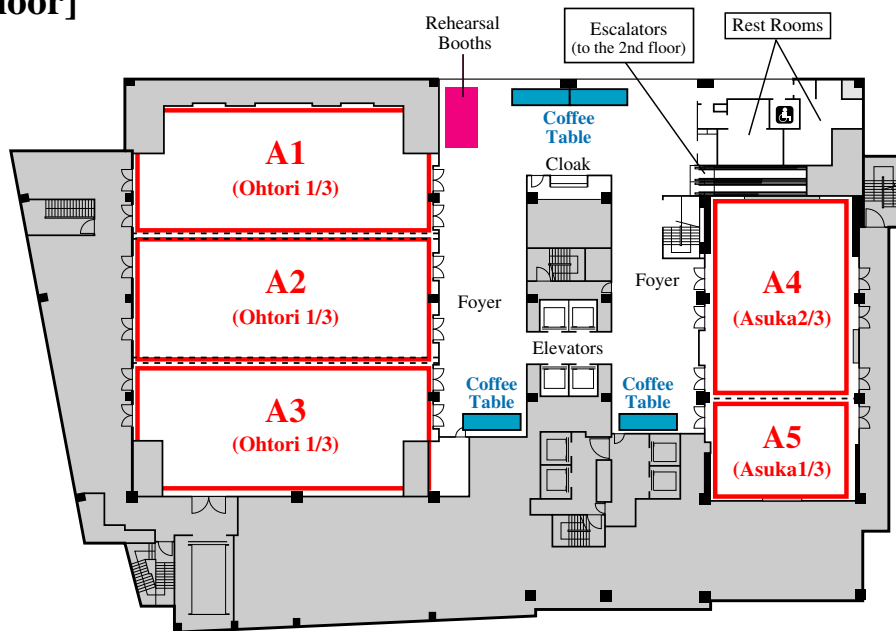 loor]
Rehearsal
Booths
Escalators
(to the 2nd floor)
Rest Rooms
Coffee
Table
Cloak
A1
(Ohtori 1/3)
A2
(Ohtori 1/3)
A3
(Ohtori 1/3)
Foyer
Foyer
Elevators
Coffee
Table
Coffee
Table
A4
(Asuka2/3)
A5
(Asuka1/3)